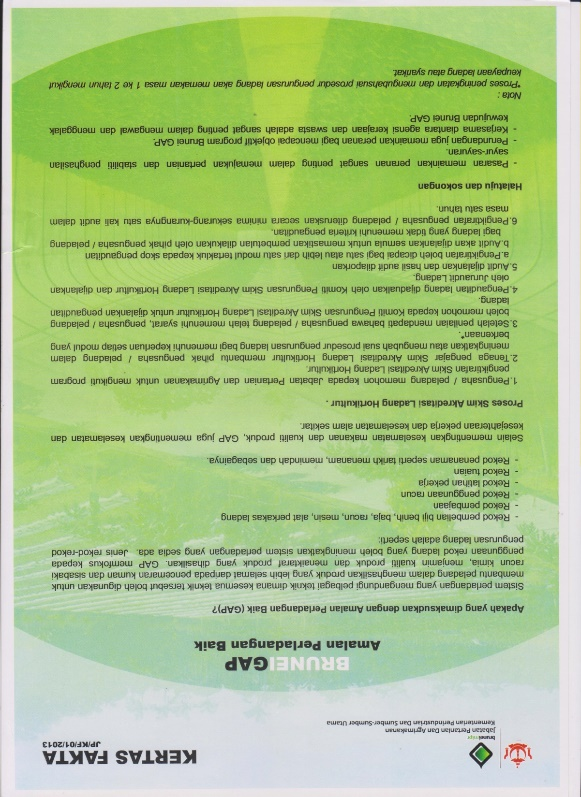 KERTAS FAKTA
JP/KF/01/2013
Jabatan Pertanian Dan Agrimakanan
Kementerian Perindustrian Dan Sumber-Sumber Utama
BRUNEIGAP
Amalan Perladangan Baik
Apakah yang dimaksudkan dengan Amalan Perladangan Baik (GAP)?
Sistem perladangan yang mengandungi pelbagai teknik dimana kesemua teknik tersebut boleh digunakan untuk
membantu peladang dalam menghasilkan produk yang lebih selamat daripada pencemaran kuman dan sisabaki
racun kimia, menjamin kualiti produk dan menaiktaraf produk yang dihasilkan. GAP memfokus kepada
penggunaan rekod ladang yang boleh meningkatkan sistem perladangan yang sedia ada. Jenis rekod-rekod
pengurusan ladang adalah seperti:
- Rekod pembelian biji benih, baja, racun, mesin, alat perkakas ladang
- Rekod pembajaan
- Rekod penggunaan racun
- Rekod latihan pekerja
- Rekod tuaian
- Rekod penanaman seperti tarikh menanam, memindah dan sebagainya.
Selain mementingkan keselamatan makanan dan kualiti produk, GAP juga mementingkan keselamatan dan
kesejahteraan pekerja dan keselamatan alam sekitar.
Proses Skim Akreditasi Ladang Hortikultur .
1.Pengusaha / peladang memohon kepada Jabatan Pertanian dan Agrimakanan untuk mengikuti program
pengiktirafan Skim Akreditasi Ladang Hortikultur.
2.Tenaga pengajar Skim Akreditasi Ladang Hortikultur membantu pihak pengusaha / peladang dalam
meningkatkan atau mengubah suai prosedur pengurusan ladang bagi memenuhi keperluan setiap modul yang
berkenaan*.
3.Setelah penilaian mendapati bahawa pengusaha / peladang telah memenuhi syarat, pengusaha / peladang
boleh memohon kepada Komiti Pengurusan Skim Akreditasi Ladang Hortikultur untuk dijalankan pengauditan
ladang.
4.Pengauditan ladang dijadualkan oleh Komiti Pengurusan Skim Akreditasi Ladang Hortikultur dan dijalankan
oleh Juruaudit Ladang.
5.Audit dijalankan dan hasil audit dilaporkan
a.Pengiktirafan boleh dicapai bagi satu atau lebih dari satu modul tertakluk kepada skop pengauditan
b.Audit akan dijalankan semula untuk memastikan pembetulan dilakukan oleh pihak pengusaha / peladang
bagi ladang yang tidak memenuhi kriteria pengauditan.
6.Pengiktirafan pengusaha / peladang diteruskan secara minima sekurang-kurangnya satu kali audit dalam
masa satu tahun.
Halatuju dan sokongan
- Pasaran memainkan peranan sangat penting dalam memajukan pertanian dan stabiliti penghasilan
sayur-sayuran.
- Perundangan juga memainkan peranan bagi mencapai objektif program Brunei GAP.
- Kerjasama diantara agensi kerajaan dan swasta adalah sangat penting dalam mengawal dan menggalak
kewujudan Brunei GAP.
Nota :
*Proses peningkatan dan mengubahsuai prosedur pengurusan ladang akan memakan masa 1 ke 2 tahun mengikut
keupayaan ladang atau syarikat.